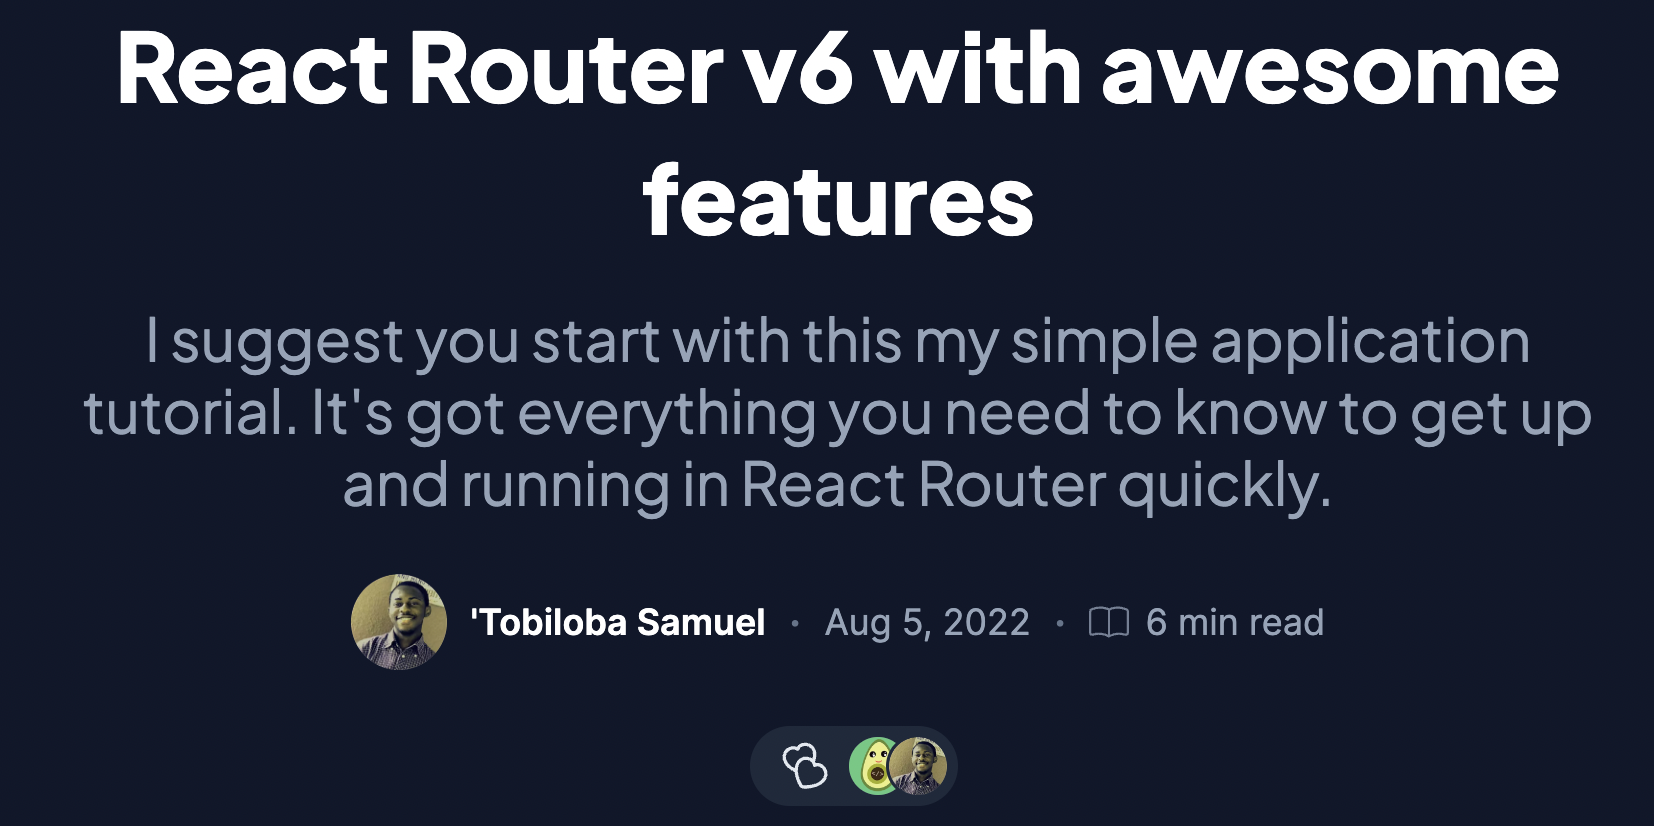 React Router v6 with awesome
features
I suggest you start with this my simple application
tutorial. It's got everything you need to know to get up
and running in React Router quickly.
'Tobiloba Samuel · Aug 5, 2022 · 6 min read